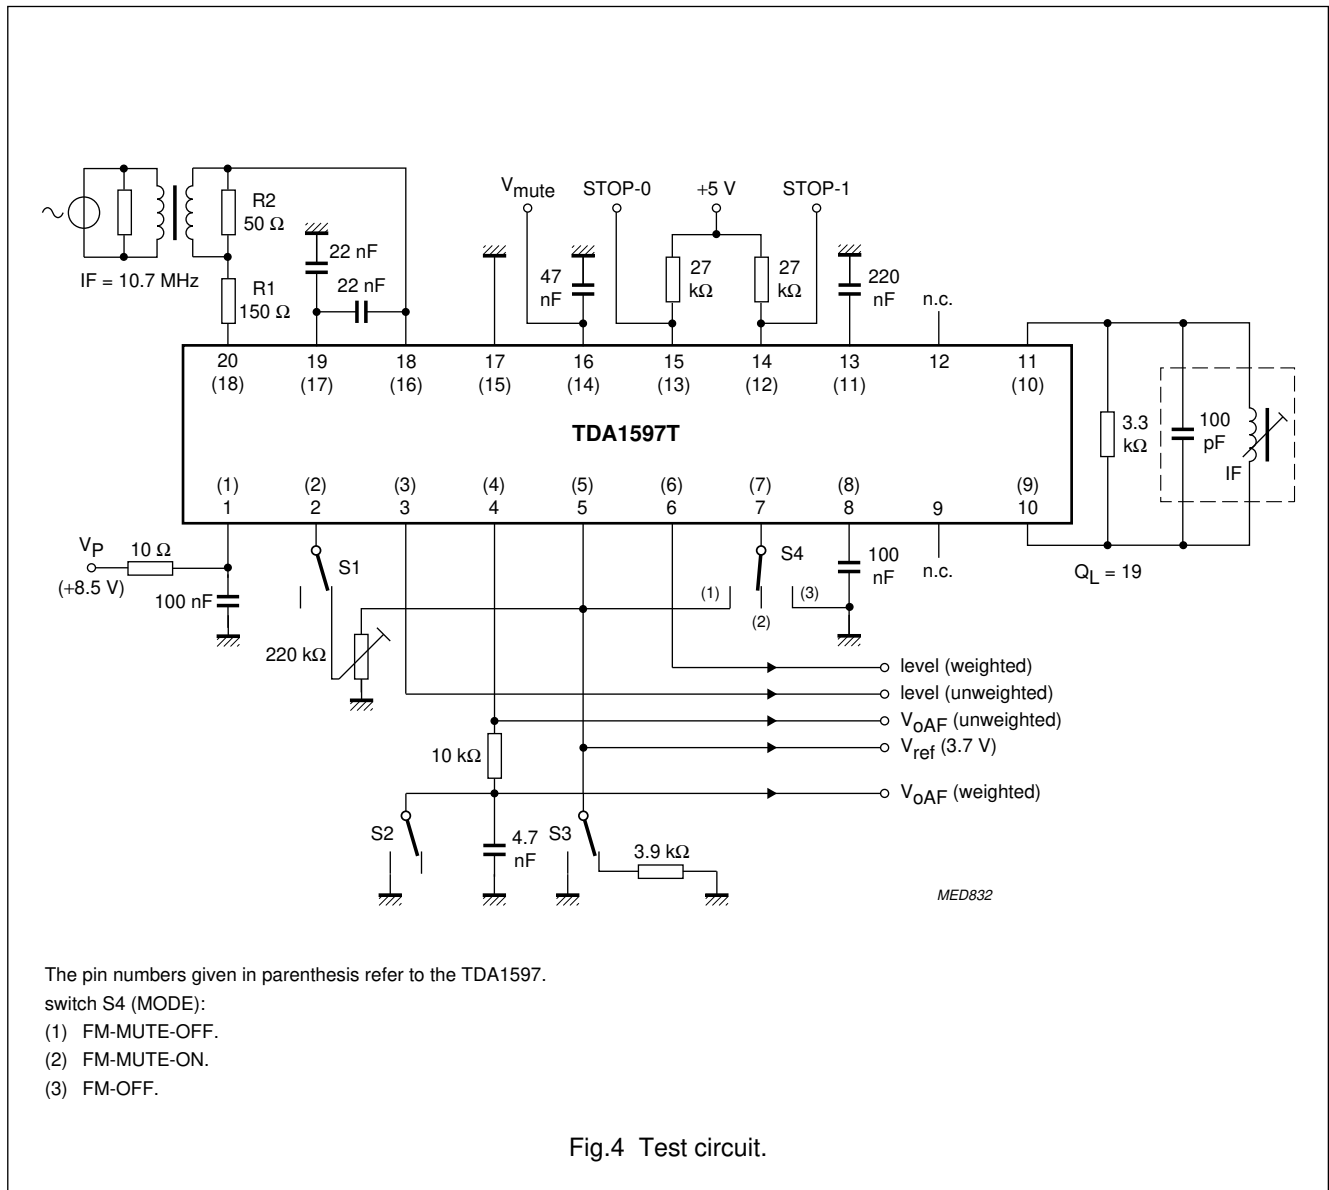 V_mute STOP-0 +5 V STOP-1
R2
50 Ω
22 nF
IF = 10.7 MHz
R1
150 Ω
22 nF
47
nF
27
kΩ
27
kΩ
220
nF
n.c.
20 19 18 17 16 15 14 13 12 11
(18) (17) (16) (15) (14) (13) (12) (11) (10)
TDA1597T
(1) (2) (3) (4) (5) (6) (7) (8) (9)
1 2 3 4 5 6 7 8 9 10
3.3
kΩ
100
pF
IF
V_P
(+8.5 V)
10 Ω
100 nF
S1
220 kΩ
S4
(1)
(2)
(3)
100
nF
n.c.
Q_L = 19
level (weighted)
level (unweighted)
V_oAF (unweighted)
V_ref (3.7 V)
10 kΩ
V_oAF (weighted)
S2
4.7
nF
S3
3.9 kΩ
MED832
The pin numbers given in parenthesis refer to the TDA1597.
switch S4 (MODE):
(1) FM-MUTE-OFF.
(2) FM-MUTE-ON.
(3) FM-OFF.
Fig.4 Test circuit.